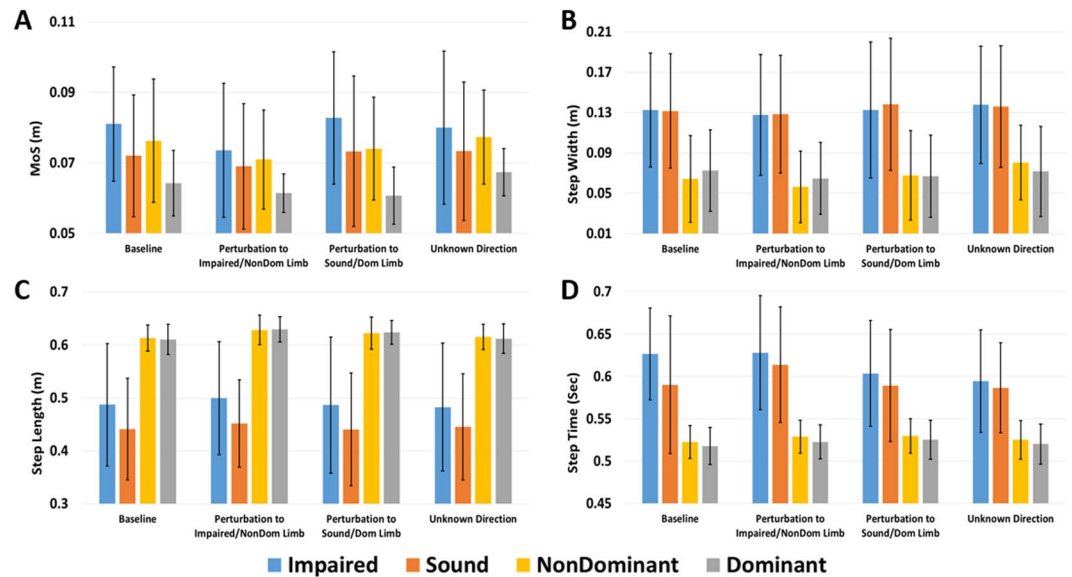 A
0.11
0.09
0.07
0.05
MoS (m)
Baseline
Perturbation to
Impaired/NonDom Limb
Perturbation to
Sound/Dom Limb
Unknown Direction
B
0.21
0.17
0.13
0.09
0.05
0.01
Step Width (m)
Baseline
Perturbation to
Impaired/NonDom Limb
Perturbation to
Sound/Dom Limb
Unknown Direction
C
0.7
0.6
0.5
0.4
0.3
Step Length (m)
Baseline
Perturbation to
Impaired/NonDom Limb
Perturbation to
Sound/Dom Limb
Unknown Direction
D
0.7
0.65
0.6
0.55
0.5
0.45
Step Time (Sec)
Baseline
Perturbation to
Impaired/NonDom Limb
Perturbation to
Sound/Dom Limb
Unknown Direction
Impaired Sound NonDominant Dominant